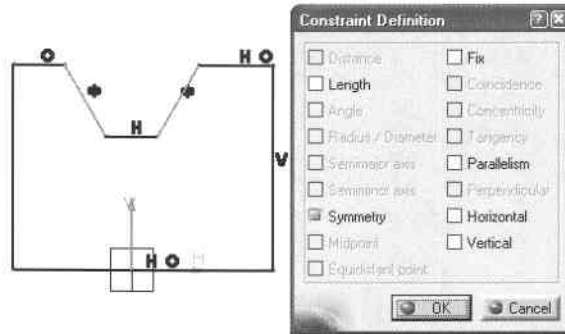 Constraint Definition
Distance
Fix
Length
Coincidence
Angle
Concentricity
Radius / Diameter
Tangency
Semimajor axis
Parallelism
Semiminor axis
Perpendicular
Symmetry
Horizontal
Midpoint
Vertical
Equidistant point
OK
Cancel
H
H
V
V
H
H